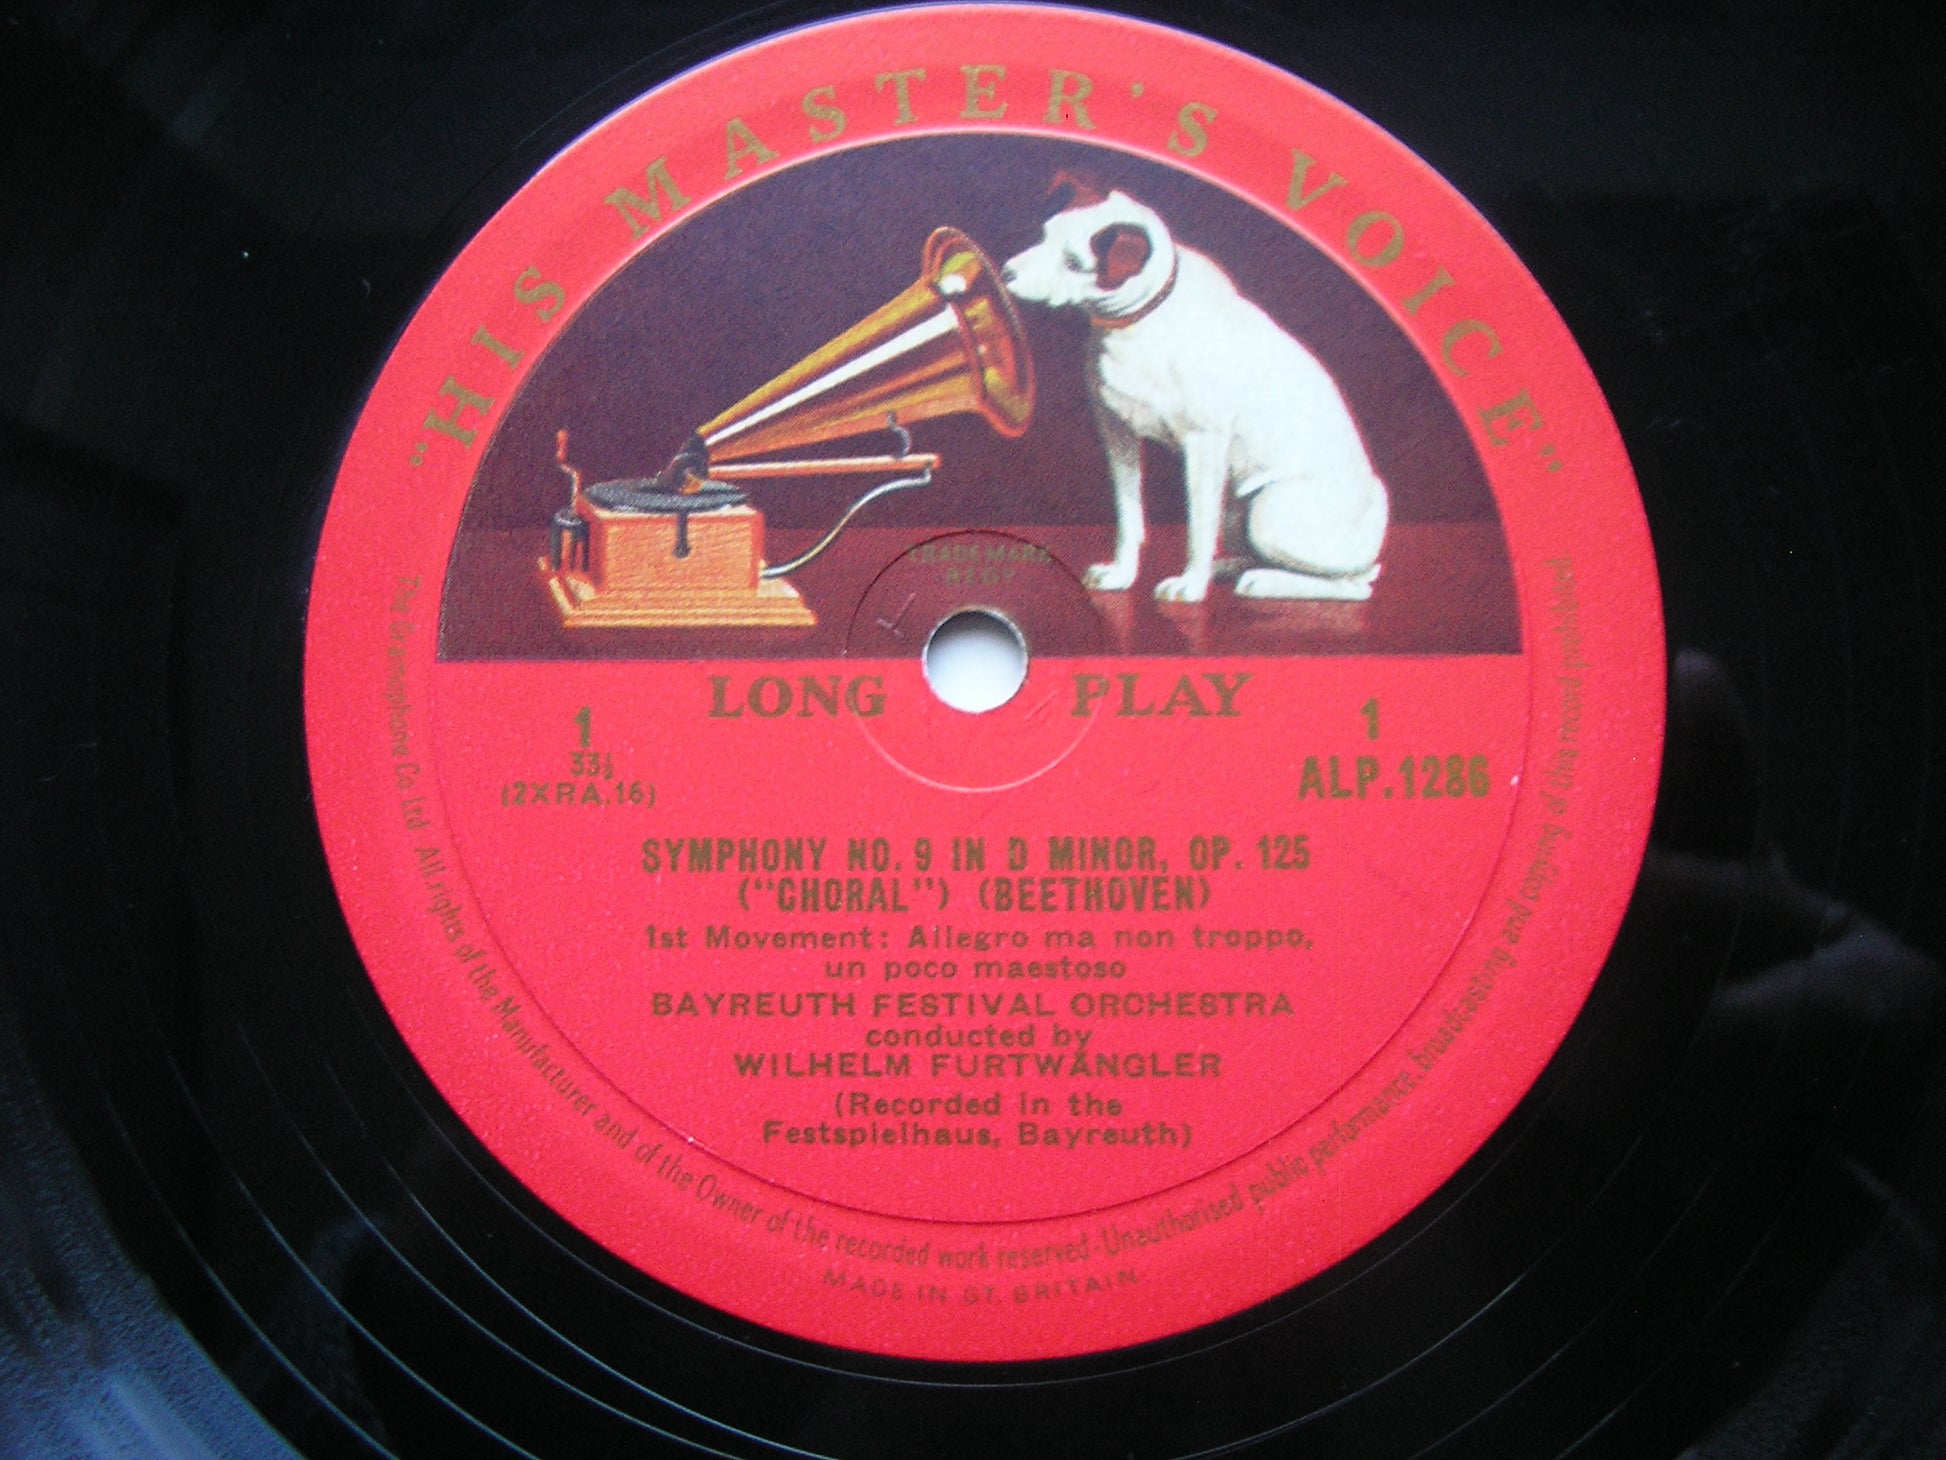 "HIS MASTER'S VOICE"
TRADE MARK
REGD
LONG PLAY
1
33⅓
(2XRA.16)
1
ALP.1286
SYMPHONY NO. 9 IN D MINOR, OP. 125
("CHORAL") (BEETHOVEN)
1st Movement: Allegro ma non troppo,
un poco maestoso
BAYREUTH FESTIVAL ORCHESTRA
conducted by
WILHELM FURTWÄNGLER
(Recorded in the
Festspielhaus, Bayreuth)
The Gramophone Co. Ltd. All rights of the Manufacturer and of the Owner of the recorded work reserved-Unauthorised public performance, broadcasting and copying of this record prohibited
MADE IN GT. BRITAIN